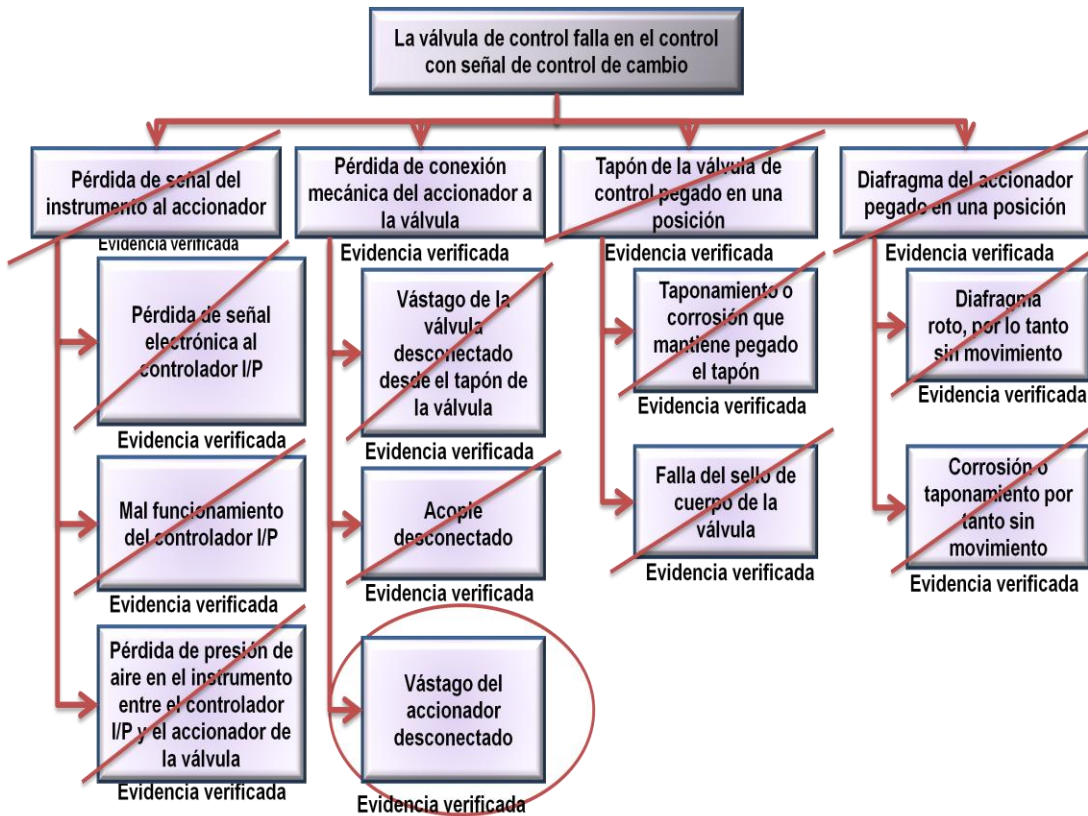 La válvula de control falla en el control
con señal de control de cambio
Pérdida de señal del
instrumento al accionador
Evidencia verificada
Pérdida de señal
electrónica al
controlador I/P
Evidencia verificada
Mal funcionamiento
del controlador I/P
Evidencia verificada
Pérdida de presión de
aire en el instrumento
entre el controlador
I/P y el accionador de
la válvula
Evidencia verificada
Pérdida de conexión
mecánica del accionador a
la válvula
Evidencia verificada
Vástago de la
válvula
desconectado
desde el tapón de
la válvula
Evidencia verificada
Acople
desconectado
Evidencia verificada
Vástago del
accionador
desconectado
Evidencia verificada
Tapón de la válvula de
control pegado en una
posición
Evidencia verificada
Taponamiento o
corrosión que
mantiene pegado
el tapón
Evidencia verificada
Falla del sello de
cuerpo de la
válvula
Evidencia verificada
Diafragma del accionador
pegado en una posición
Evidencia verificada
Diafragma
roto, por lo tanto
sin movimiento
Evidencia verificada
Corrosión o
taponamiento por
tanto sin
movimiento
Evidencia verificada